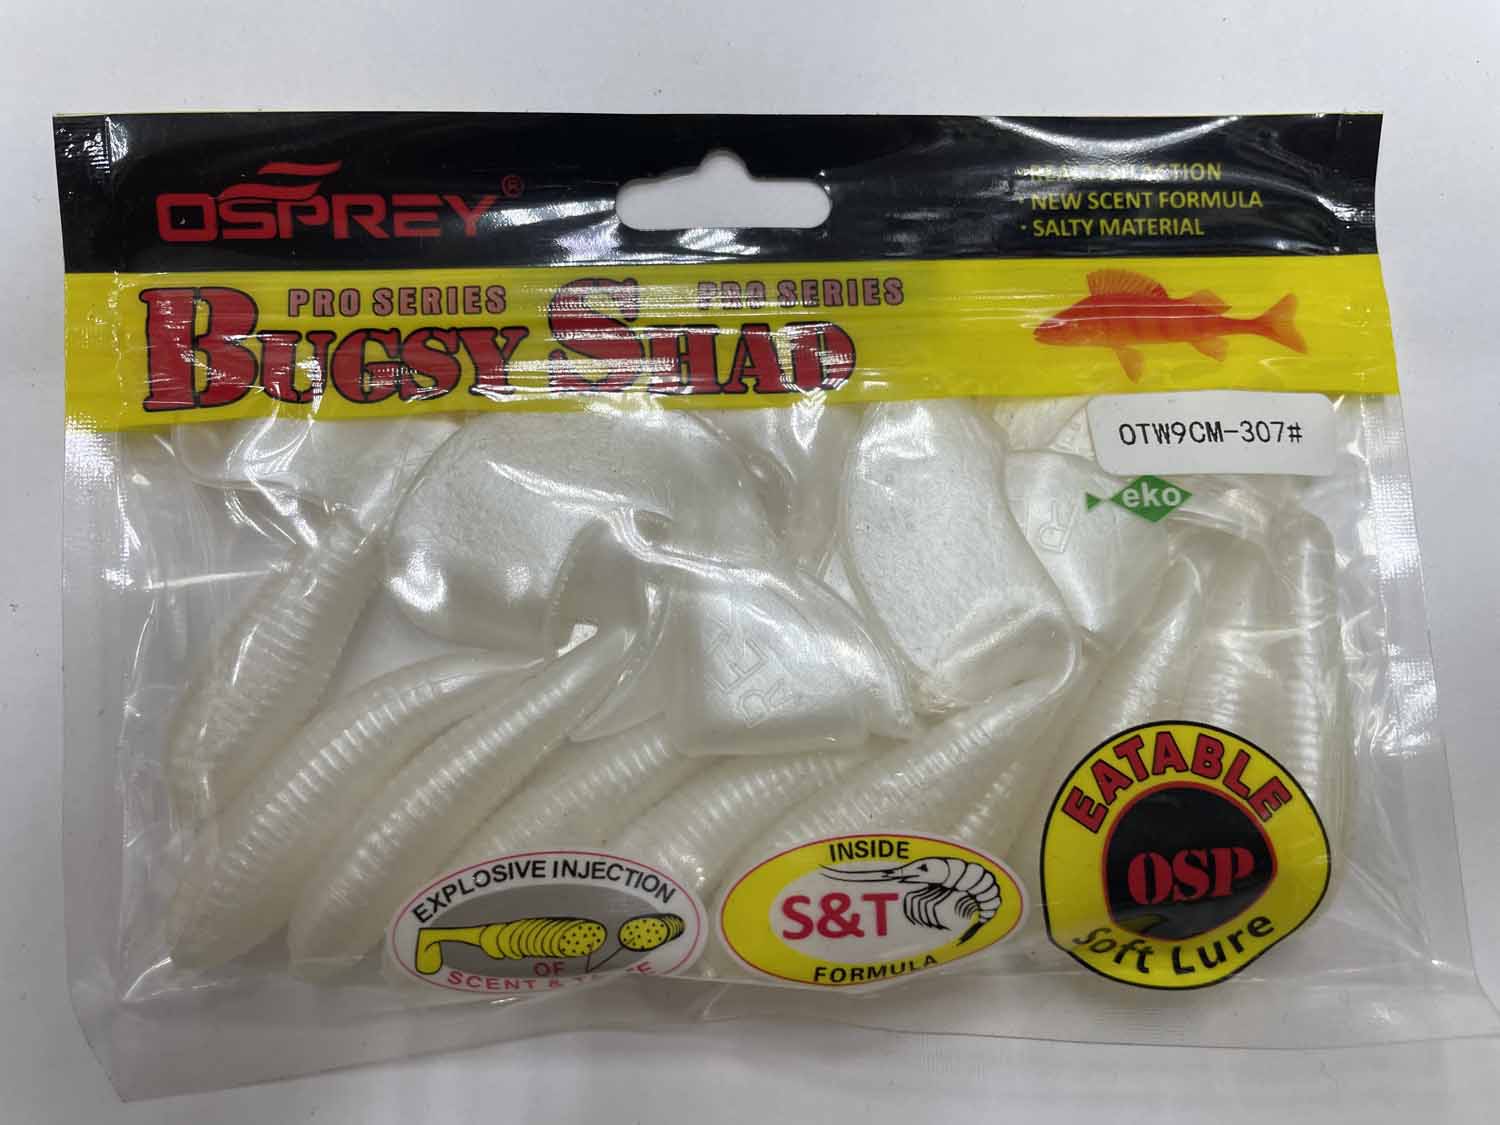 OSPREY®
· NEW SCENT FORMULA
· SALTY MATERIAL
PRO SERIES PRO SERIES
BUGSY SHAD
OTW9CM-307#
eko
EXPLOSIVE INJECTION
OF
SCENT &
INSIDE
S&T
FORMULA
EATABLE
OSP
Soft Lure